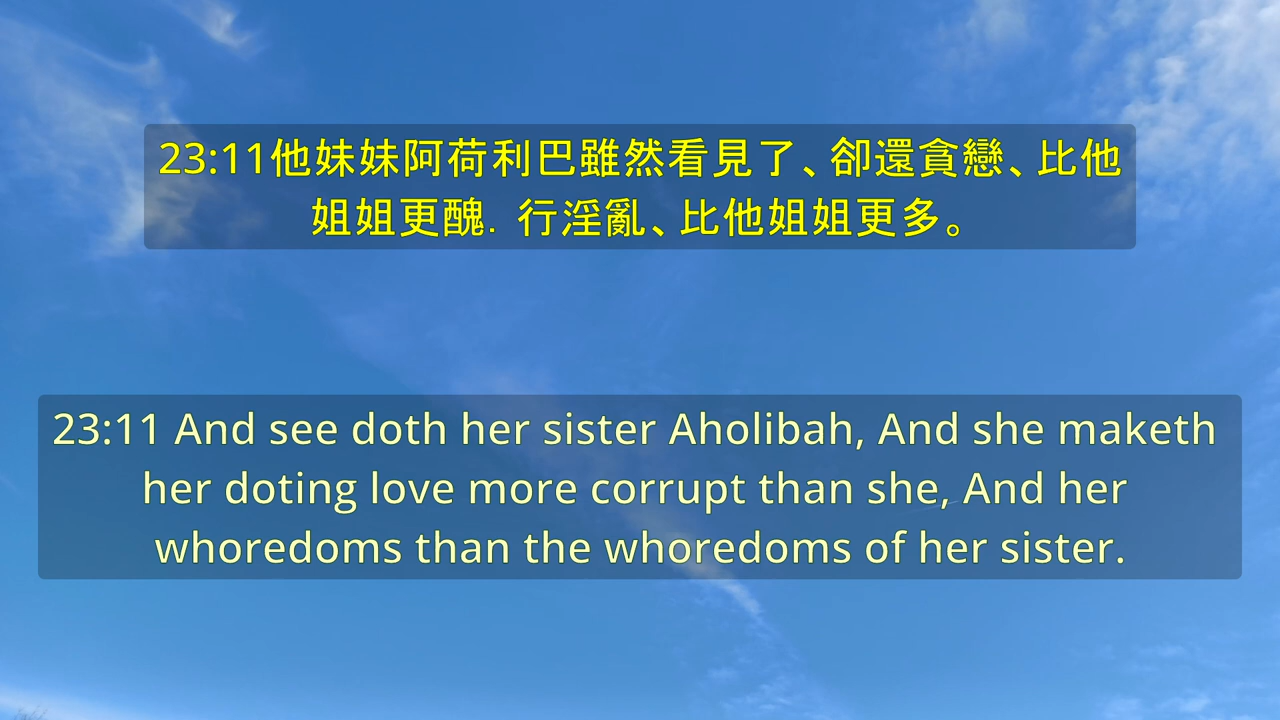 23:11他妹妹阿荷利巴雖然看見了、卻還貪戀、比他
姐姐更醜．行淫亂、比他姐姐更多。
23:11 And see doth her sister Aholibah, And she maketh
her doting love more corrupt than she, And her
whoredoms than the whoredoms of her sister.